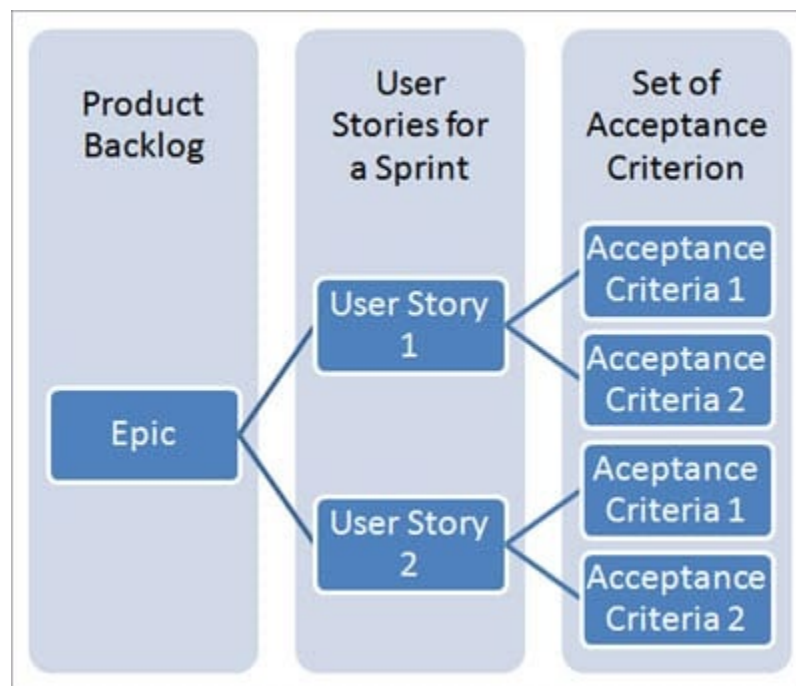 Product
Backlog
User
Stories for
a Sprint
Set of
Acceptance
Criterion
Epic
User Story
1
User Story
2
Acceptance
Criteria 1
Acceptance
Criteria 2
Aceptance
Criteria 1
Acceptance
Criteria 2